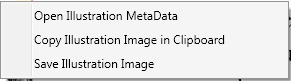 Open Illustration MetaData
Copy Illustration Image in Clipboard
Save Illustration Image